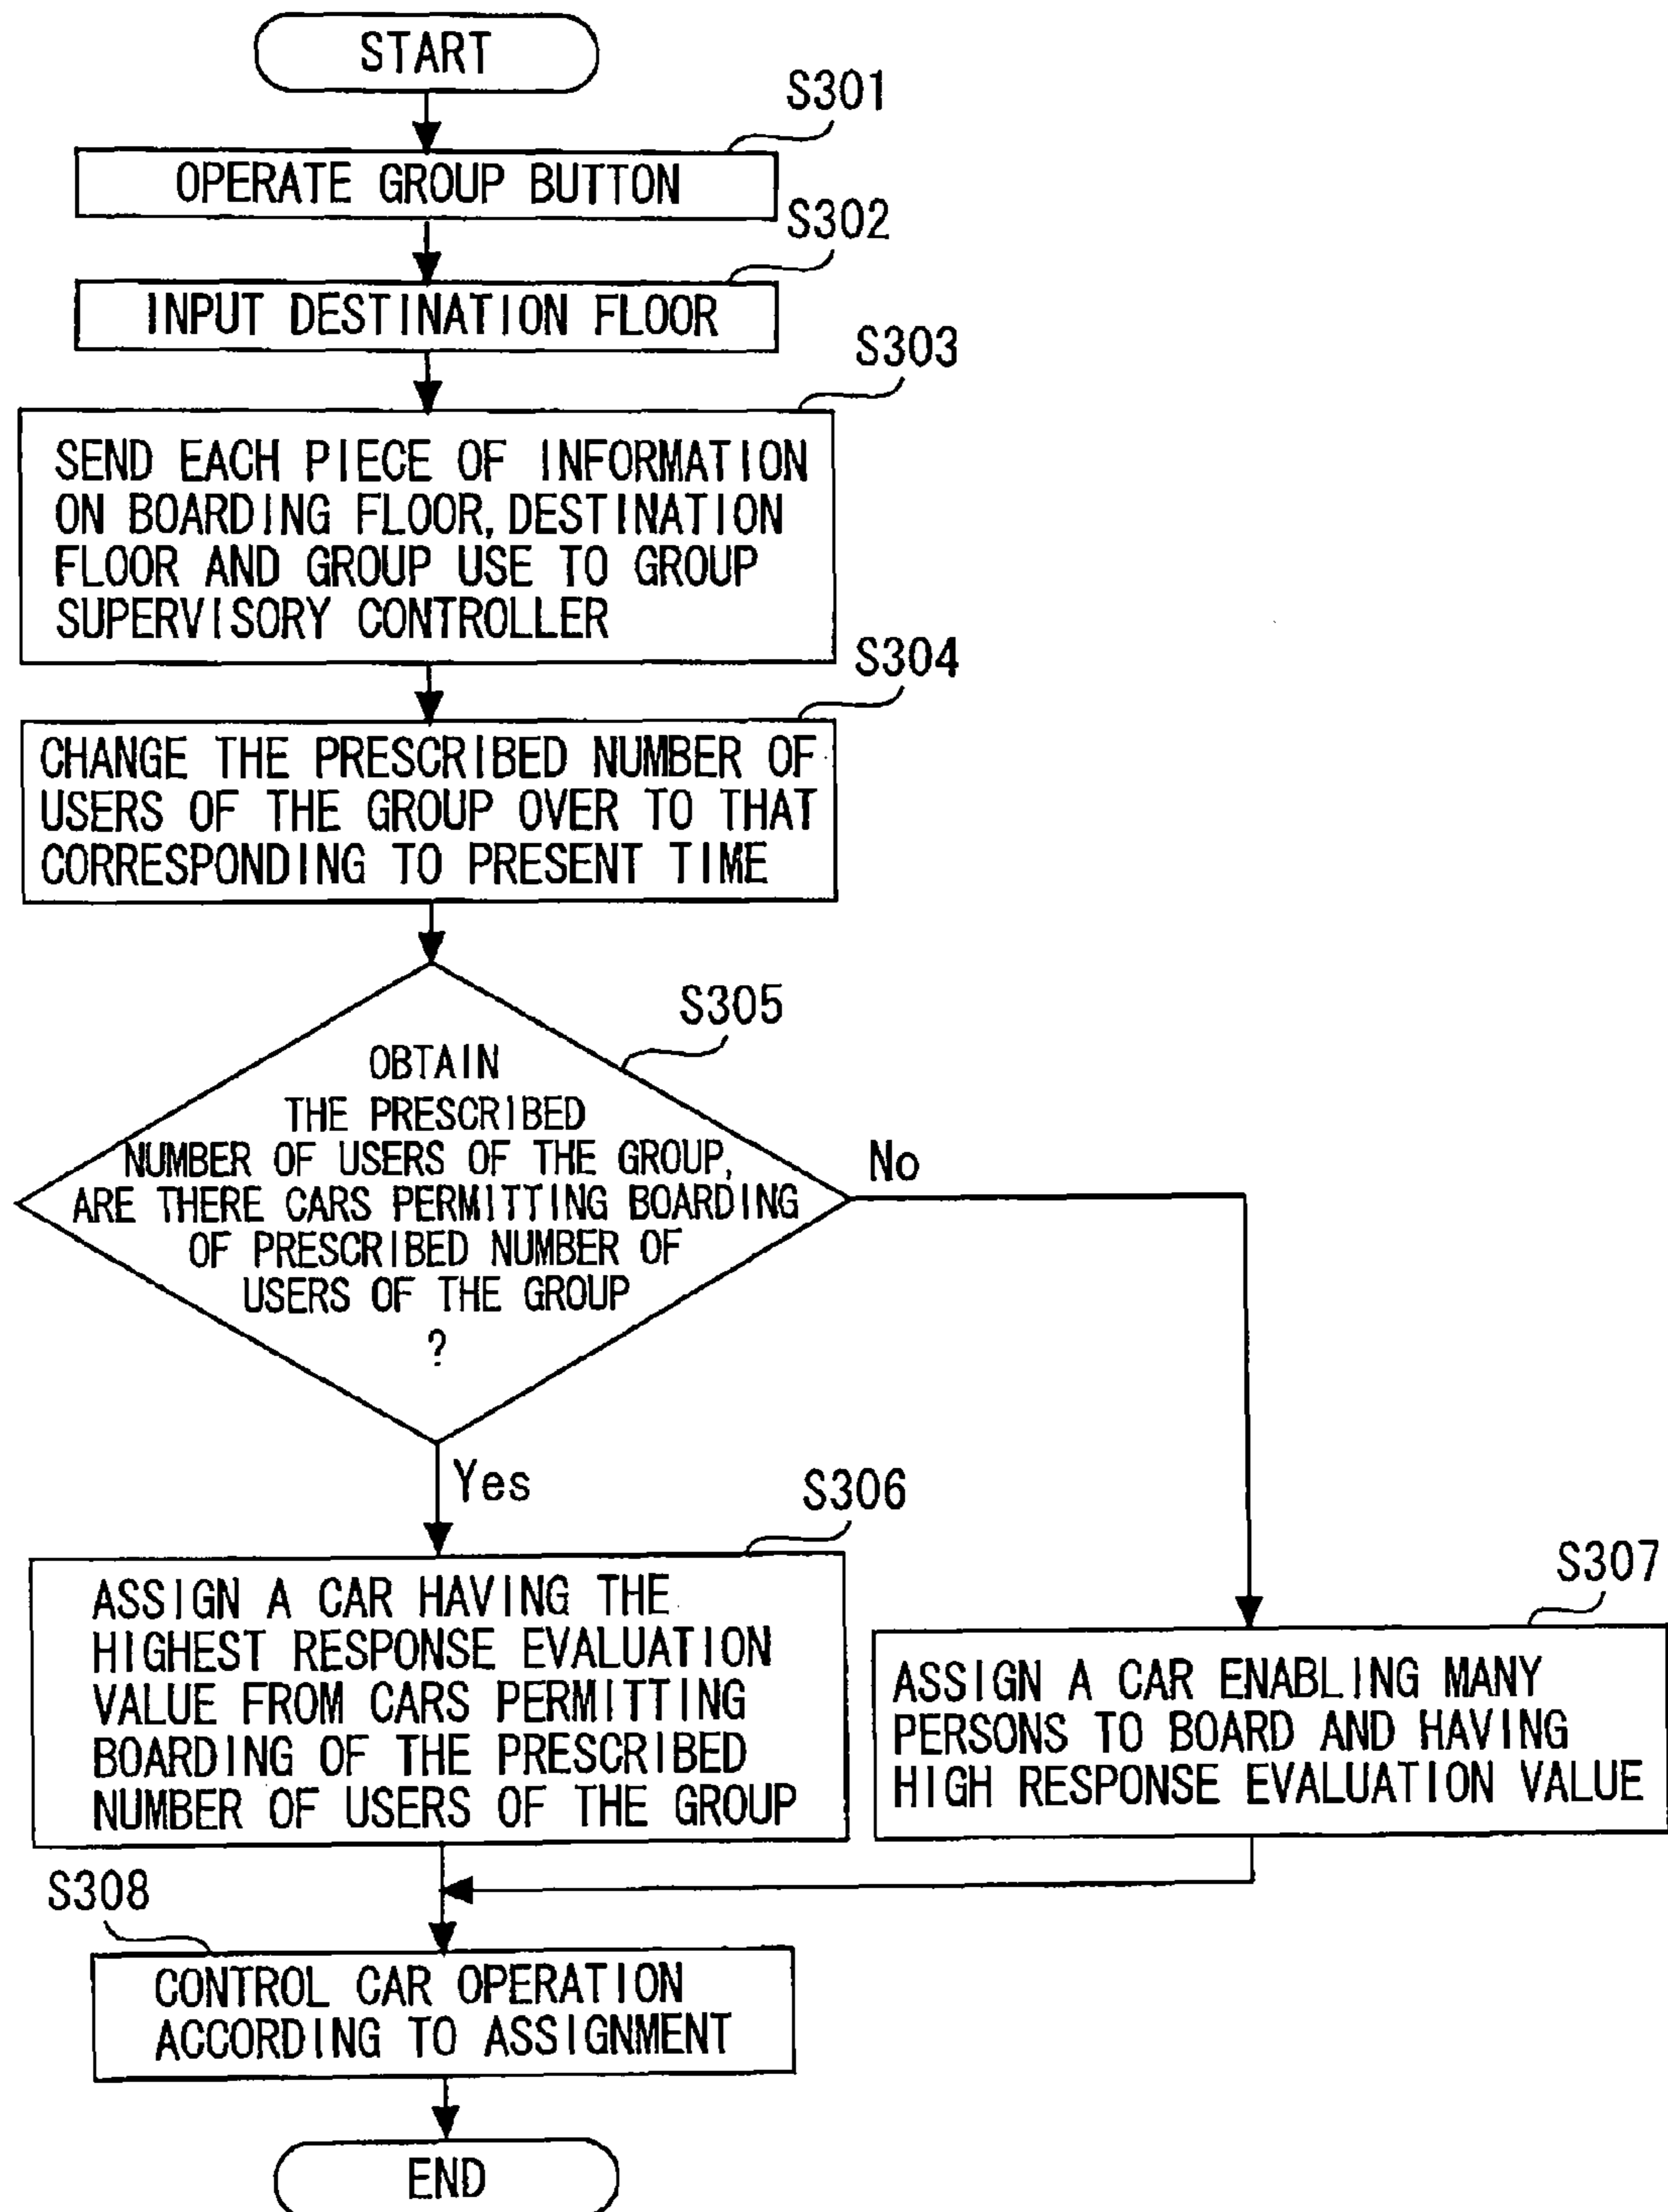 START
S301
OPERATE GROUP BUTTON
S302
INPUT DESTINATION FLOOR
S303
SEND EACH PIECE OF INFORMATION
ON BOARDING FLOOR, DESTINATION
FLOOR AND GROUP USE TO GROUP
SUPERVISORY CONTROLLER
S304
CHANGE THE PRESCRIBED NUMBER OF
USERS OF THE GROUP OVER TO THAT
CORRESPONDING TO PRESENT TIME
S305
OBTAIN
THE PRESCRIBED
NUMBER OF USERS OF THE GROUP,
ARE THERE CARS PERMITTING BOARDING
OF PRESCRIBED NUMBER OF
USERS OF THE GROUP
?
No
Yes
S306
ASSIGN A CAR HAVING THE
HIGHEST RESPONSE EVALUATION
VALUE FROM CARS PERMITTING
BOARDING OF THE PRESCRIBED
NUMBER OF USERS OF THE GROUP
S307
ASSIGN A CAR ENABLING MANY
PERSONS TO BOARD AND HAVING
HIGH RESPONSE EVALUATION VALUE
S308
CONTROL CAR OPERATION
ACCORDING TO ASSIGNMENT
END